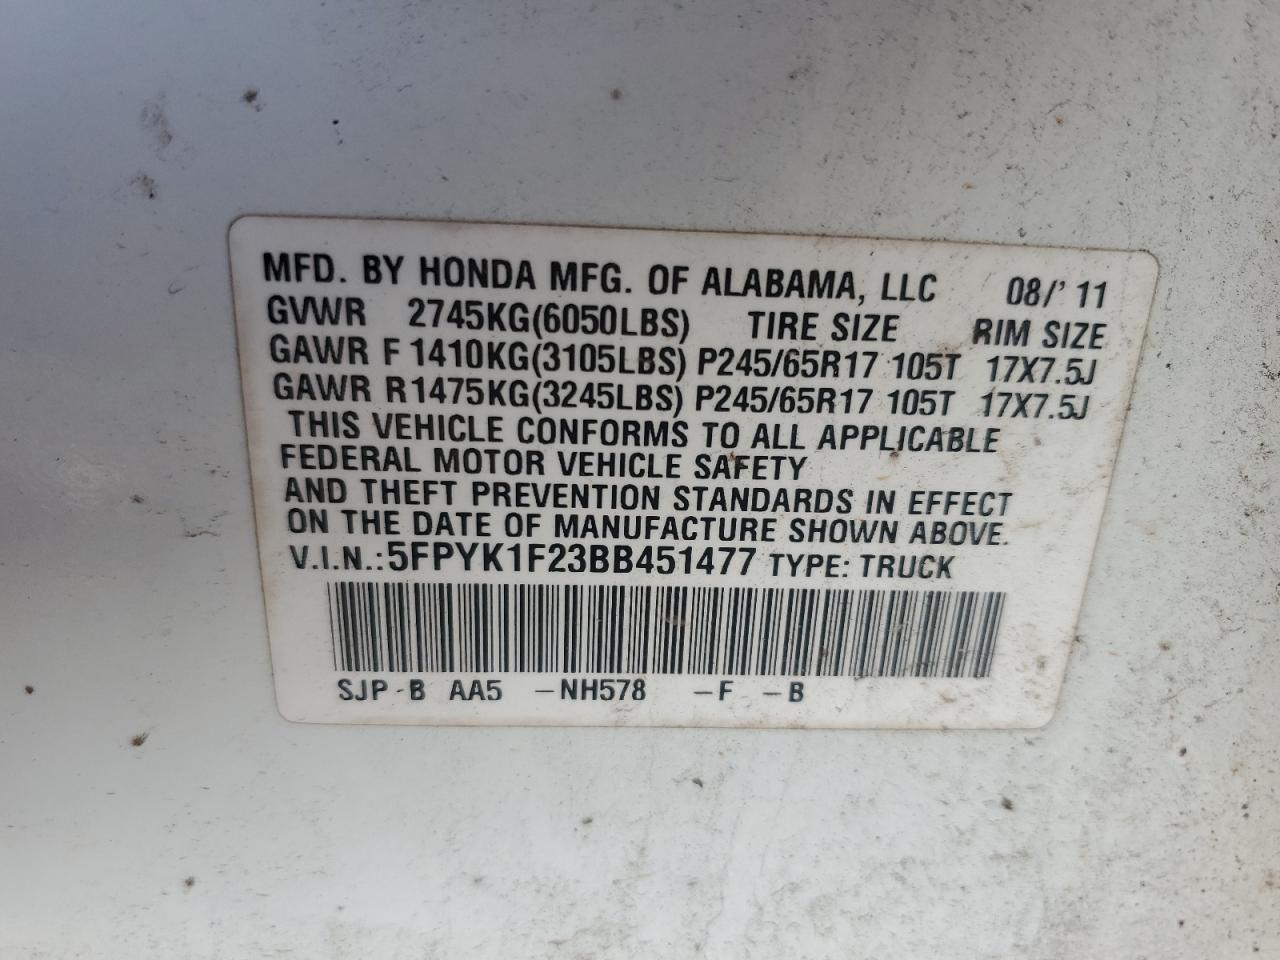 MFD. BY HONDA MFG. OF ALABAMA, LLC 08/' 11
GVWR 2745KG(6050LBS) TIRE SIZE RIM SIZE
GAWR F 1410KG(3105LBS) P245/65R17 105T 17X7.5J
GAWR R1475KG(3245LBS) P245/65R17 105T 17X7.5J
THIS VEHICLE CONFORMS TO ALL APPLICABLE
FEDERAL MOTOR VEHICLE SAFETY
AND THEFT PREVENTION STANDARDS IN EFFECT
ON THE DATE OF MANUFACTURE SHOWN ABOVE.
V.I.N.: 5FPYK1F23BB451477 TYPE: TRUCK
SJP-B AA5 -NH578 -F -B